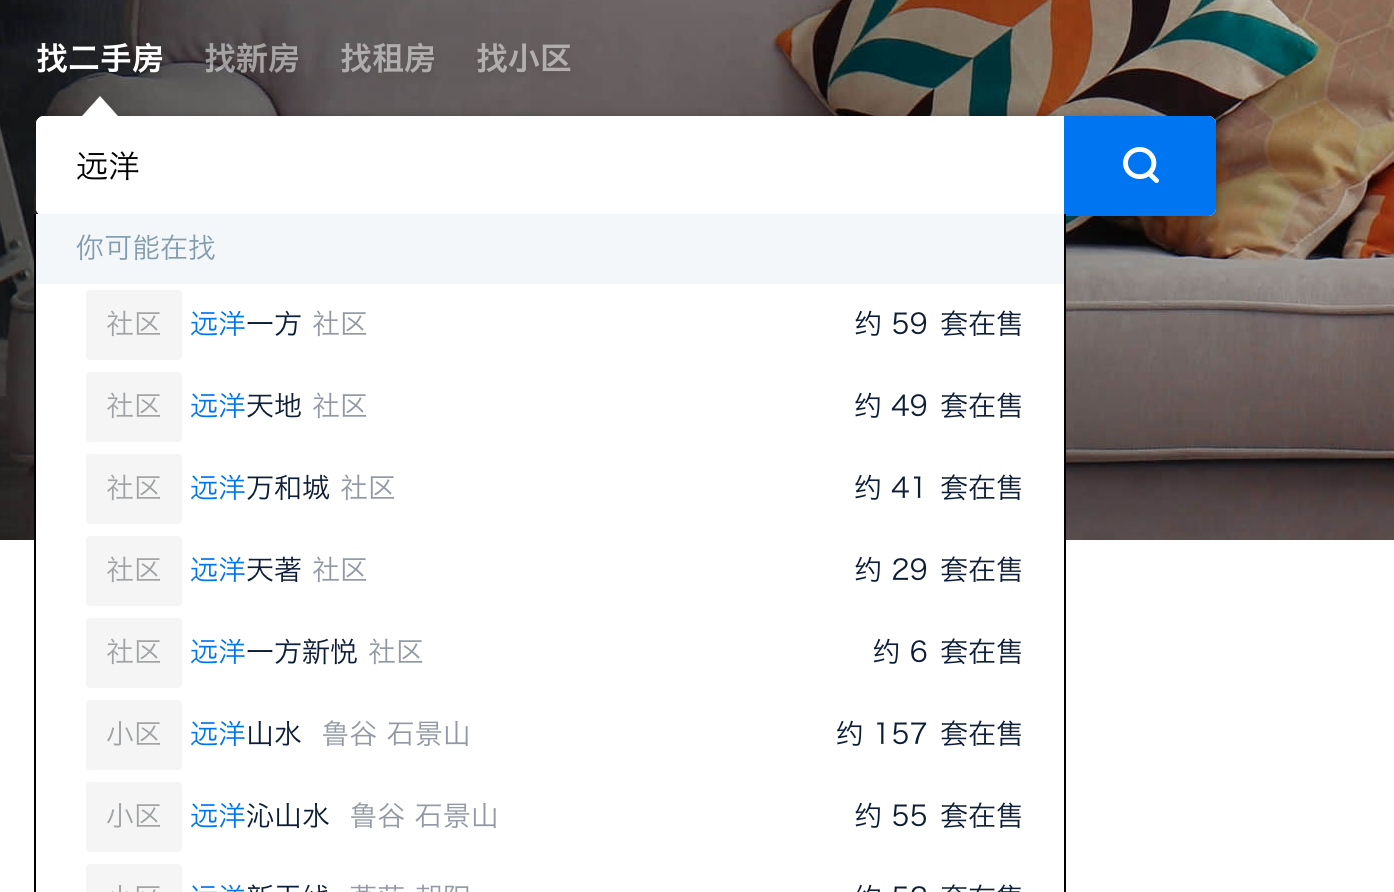 找二手房 找新房 找租房 找小区
远洋
你可能在找
社区 远洋一方 社区 约 59 套在售
社区 远洋天地 社区 约 49 套在售
社区 远洋万和城 社区 约 41 套在售
社区 远洋天著 社区 约 29 套在售
社区 远洋一方新悦 社区 约 6 套在售
小区 远洋山水 鲁谷 石景山 约 157 套在售
小区 远洋沁山水 鲁谷 石景山 约 55 套在售